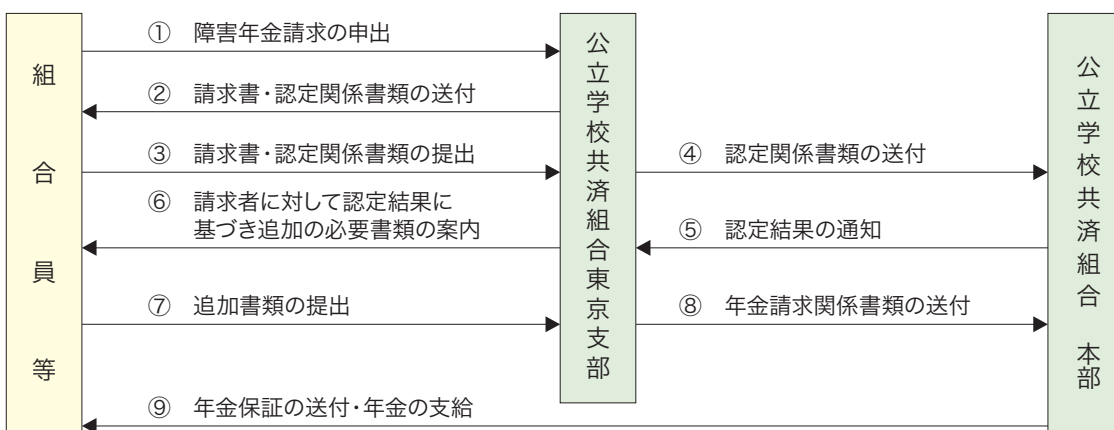 組合員等
公立学校共済組合東京支部
公立学校共済組合 本部
① 障害年金請求の申出
② 請求書・認定関係書類の送付
③ 請求書・認定関係書類の提出
④ 認定関係書類の送付
⑤ 認定結果の通知
⑥ 請求者に対して認定結果に
基づき追加の必要書類の案内
⑦ 追加書類の提出
⑧ 年金請求関係書類の送付
⑨ 年金保証の送付・年金の支給